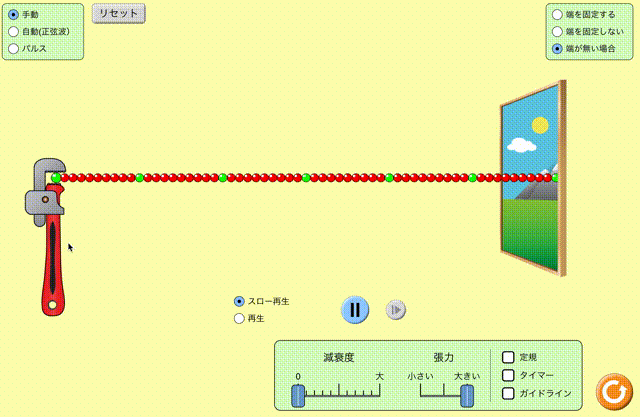 手動
自動(正弦波)
パルス
リセット
端を固定する
端を固定しない
端が無い場合
スロー再生
再生
減衰度
0
大
張力
小さい
大きい
定規
タイマー
ガイドライン